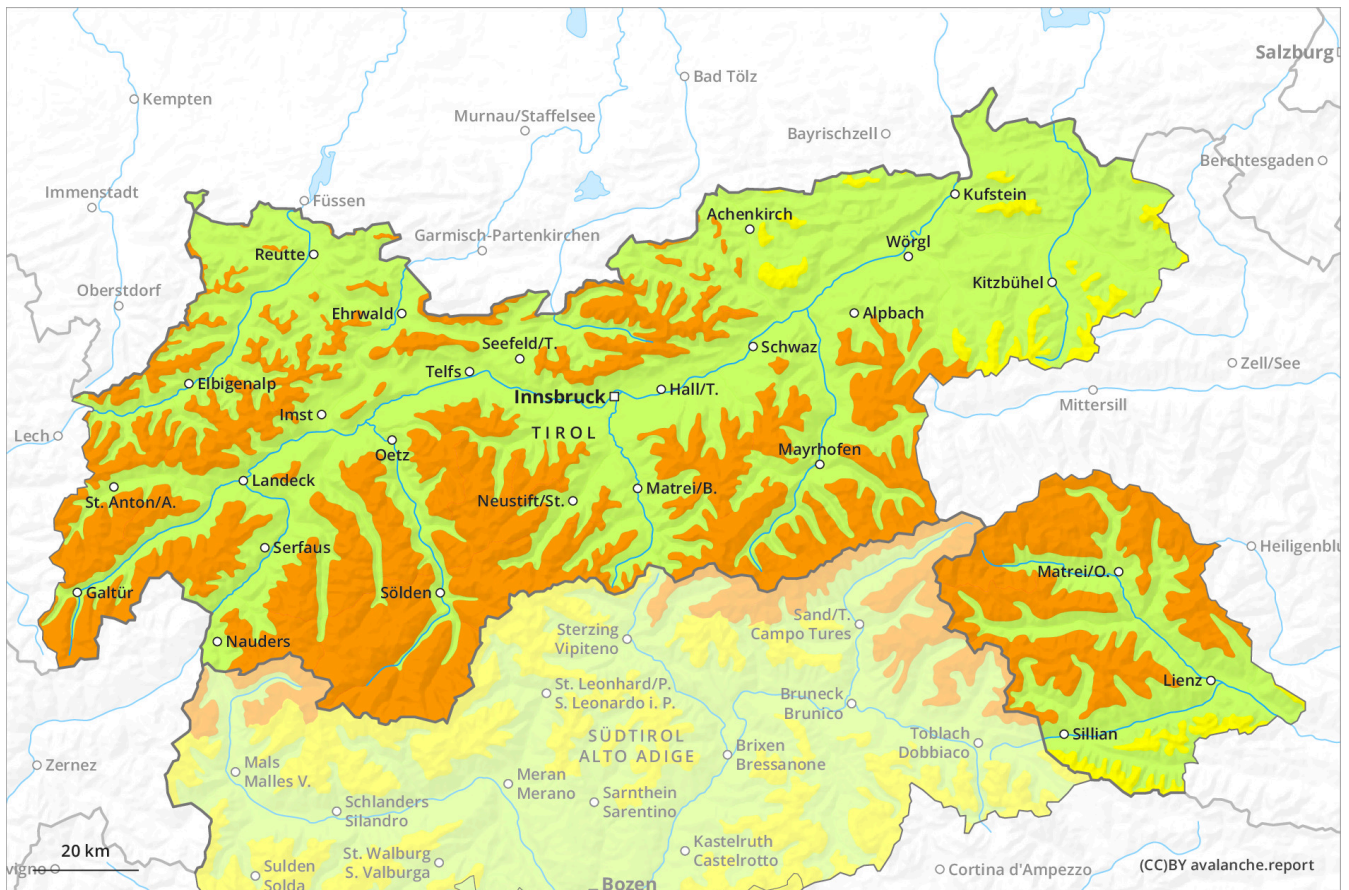 Salzburg
Bad Tölz
Kempten
Murnau/Staffelsee
Bayrischzell
Berchtesgaden
Immenstadt
Füssen
Kufstein
Achenkirch
Garmisch-Partenkirchen
Wörgl
Reutte
Oberstdorf
Kitzbühel
Ehrwald
Alpbach
Seefeld/T.
Schwaz
Zell/See
Telfs
Elbigenalp
Innsbruck
Hall/T.
Mittersill
Imst
TIROL
Lech
Oetz
Mayrhofen
Landeck
St. Anton/A.
Neustift/St.
Matrei/B.
Serfaus
Heiligenblu
Galtür
Sölden
Matrei/O.
Sand/T.
Campo Tures
Sterzing
Vipiteno
Nauders
Lienz
St. Leonhard/P.
S. Leonardo i. P.
Bruneck
Brunico
SÜDTIROL
ALTO ADIGE
Sillian
Toblach
Dobbiaco
Brixen
Bressanone
Zernez
Mals
Malles V.
Meran
Merano
Sarnthein
Sarentino
Schlanders
Silandro
Kastelruth
Castelrotto
20 km
St. Walburg
S. Valburga
vigno
Sulden
Solda
Cortina d'Ampezzo
(CC)BY avalanche.report
Bozen